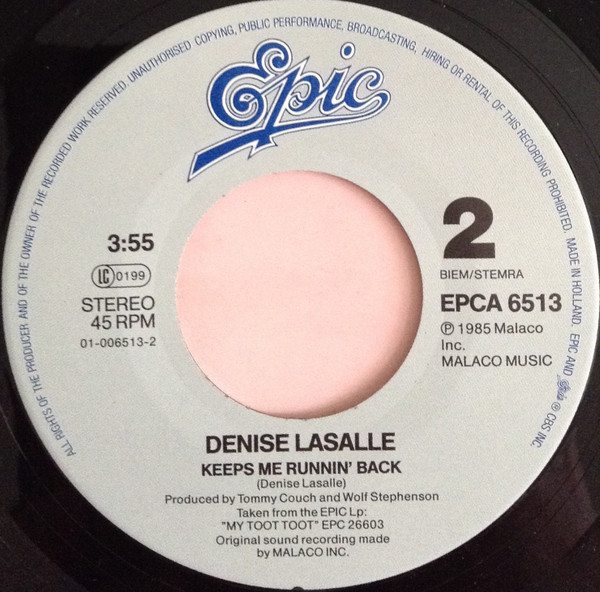 ALL RIGHTS OF THE PRODUCER AND OF THE OWNER OF THE RECORDED WORK RESERVED. UNAUTHORISED COPYING, PUBLIC PERFORMANCE, BROADCASTING, HIRING OR RENTAL OF THIS RECORDING PROHIBITED. MADE IN HOLLAND. EPIC AND Epic ® CBS INC.
Epic
3:55
LC 0199
STEREO
45 RPM
01-006513-2
2
BIEM/STEMRA
EPCA 6513
℗ 1985 Malaco
Inc.
MALACO MUSIC
DENISE LASALLE
KEEPS ME RUNNIN' BACK
(Denise Lasalle)
Produced by Tommy Couch and Wolf Stephenson
Taken from the EPIC Lp:
"MY TOOT TOOT" EPC 26603
Original sound recording made
by MALACO INC.